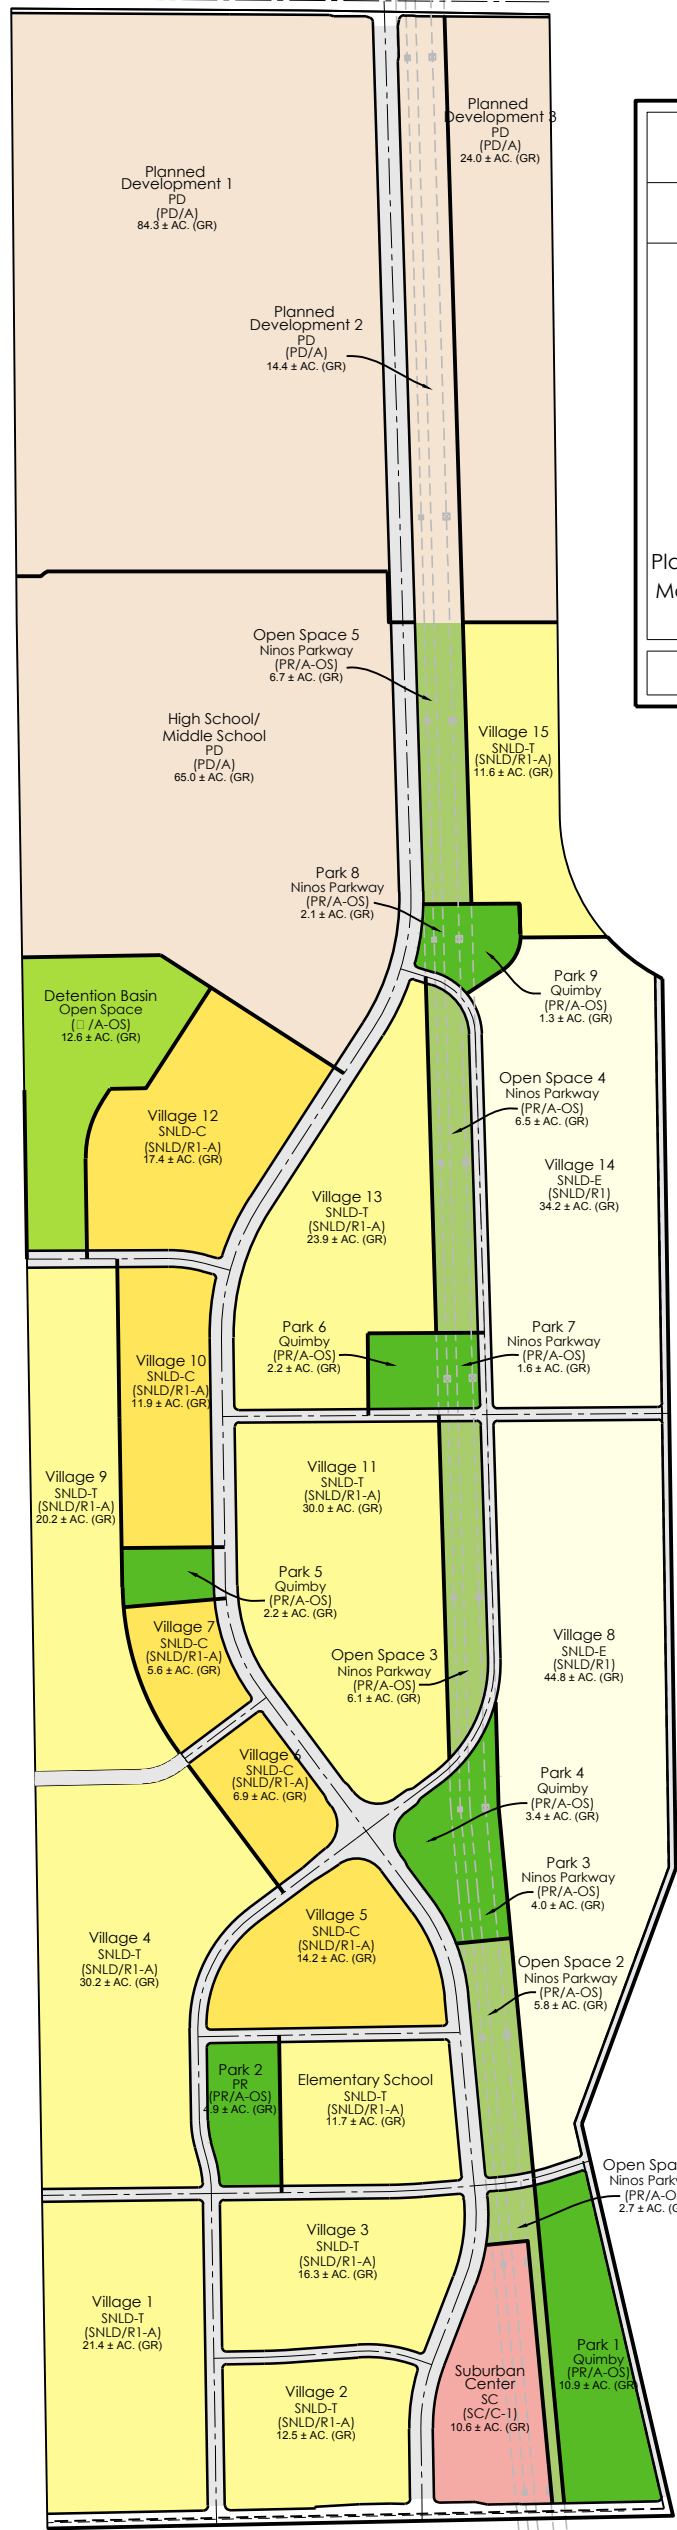 Planned
Development 3
PD
(PD/A)
24.0 ± AC. (GR)
Planned
Development 1
PD
(PD/A)
84.3 ± AC. (GR)
Planned
Development 2
PD
(PD/A)
14.4 ± AC. (GR)
Open Space 5
Ninos Parkway
(PR/A-OS)
6.7 ± AC. (GR)
High School/
Middle School
PD
(PD/A)
65.0 ± AC. (GR)
Village 15
SNLD-T
(SNLD/R1-A)
11.6 ± AC. (GR)
Park 8
Ninos Parkway
(PR/A-OS)
2.1 ± AC. (GR)
Park 9
Quimby
(PR/A-OS)
1.3 ± AC. (GR)
Detention Basin
Open Space
(□ /A-OS)
12.6 ± AC. (GR)
Open Space 4
Ninos Parkway
(PR/A-OS)
6.5 ± AC. (GR)
Village 12
SNLD-C
(SNLD/R1-A)
17.4 ± AC. (GR)
Village 14
SNLD-E
(SNLD/R1)
34.2 ± AC. (GR)
Village 13
SNLD-T
(SNLD/R1-A)
23.9 ± AC. (GR)
Park 6
Quimby
(PR/A-OS)
2.2 ± AC. (GR)
Park 7
Ninos Parkway
(PR/A-OS)
1.6 ± AC. (GR)
Village 10
SNLD-C
(SNLD/R1-A)
11.9 ± AC. (GR)
Village 9
SNLD-T
(SNLD/R1-A)
20.2 ± AC. (GR)
Village 11
SNLD-T
(SNLD/R1-A)
30.0 ± AC. (GR)
Park 5
Quimby
(PR/A-OS)
2.2 ± AC. (GR)
Village 7
SNLD-C
(SNLD/R1-A)
5.6 ± AC. (GR)
Open Space 3
Ninos Parkway
(PR/A-OS)
6.1 ± AC. (GR)
Village 8
SNLD-E
(SNLD/R1)
44.8 ± AC. (GR)
Village 6
SNLD-C
(SNLD/R1-A)
6.9 ± AC. (GR)
Park 4
Quimby
(PR/A-OS)
3.4 ± AC. (GR)
Park 3
Ninos Parkway
(PR/A-OS)
4.0 ± AC. (GR)
Village 5
SNLD-C
(SNLD/R1-A)
14.2 ± AC. (GR)
Village 4
SNLD-T
(SNLD/R1-A)
30.2 ± AC. (GR)
Open Space 2
Ninos Parkway
(PR/A-OS)
5.8 ± AC. (GR)
Park 2
PR
(PR/A-OS)
4.9 ± AC. (GR)
Elementary School
SNLD-T
(SNLD/R1-A)
11.7 ± AC. (GR)
Open
Ninos
2.7 ± AC.
Village 3
SNLD-T
(SNLD/R1-A)
16.3 ± AC. (GR)
Village 1
SNLD-T
(SNLD/R1-A)
21.4 ± AC. (GR)
Village 2
SNLD-T
(SNLD/R1-A)
12.5 ± AC. (GR)
Suburban
Center
SC
(SC/C-1)
10.6 ± AC. (GR)
Park 1
Quimby
(PR/A-OS)
10.9 ± AC. (GR)